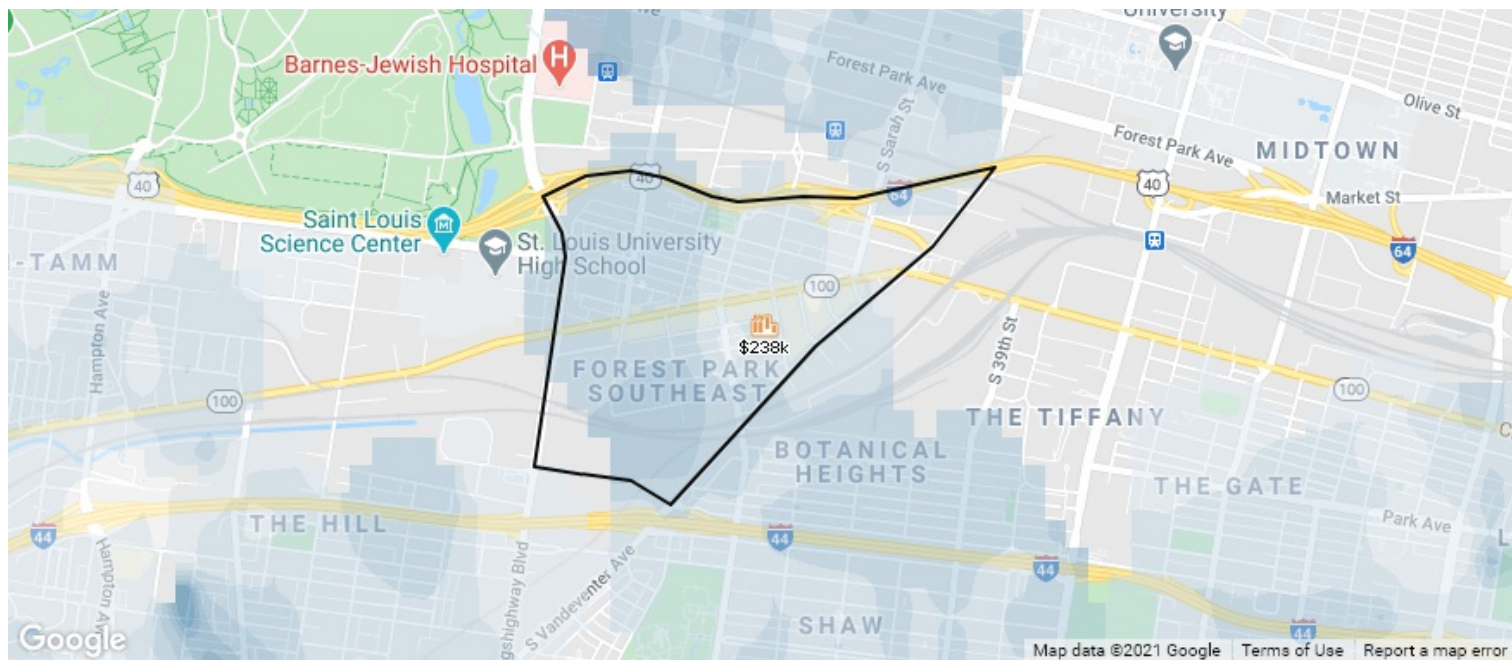 University
Barnes-Jewish Hospital
H
Forest Park Ave
S Sarah St
Olive St
Forest Park Ave
MIDTOWN
40
40
64
40
Market St
Saint Louis
Science Center
St. Louis University
High School
64
Hampton Ave
100
$238k
FOREST PARK
SOUTHEAST
S 39th St
100
100
THE TIFFANY
BOTANICAL
HEIGHTS
THE GATE
Park Ave
THE HILL
44
44
44
44
Hampton Ave
S Vandeventer Ave
SHAW
Google
Map data ©2021 Google
Terms of Use
Report a map error